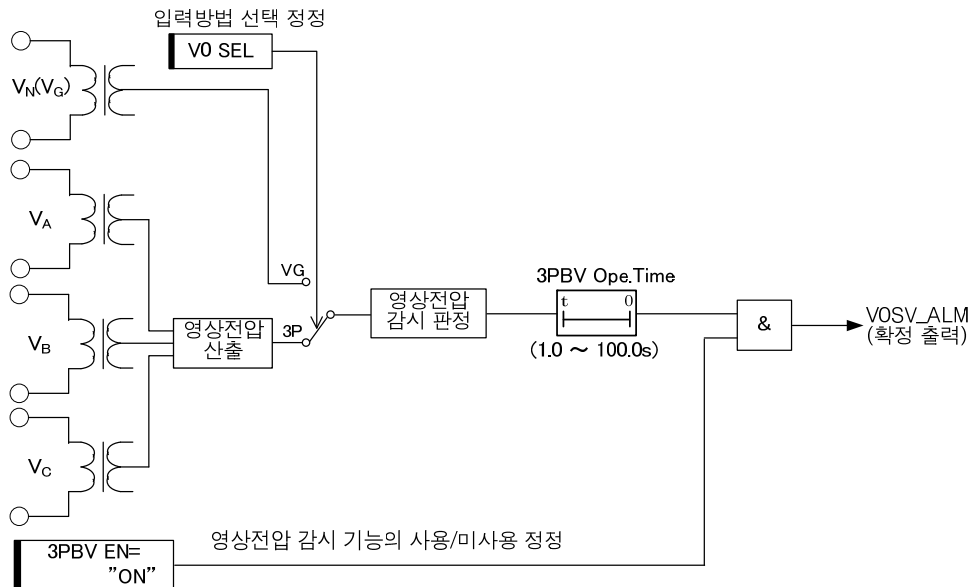 입력방법 선택 정정
V0 SEL
VN(VG)
VA
VG
3PBV Ope.Time
영상전압
감시 판정
t 0
&
V0SV_ALM
(확정 출력)
VB
영상전압
산출
3P
(1.0 ~ 100.0s)
VC
영상전압 감시 기능의 사용/미사용 정정
3PBV EN=
"ON"